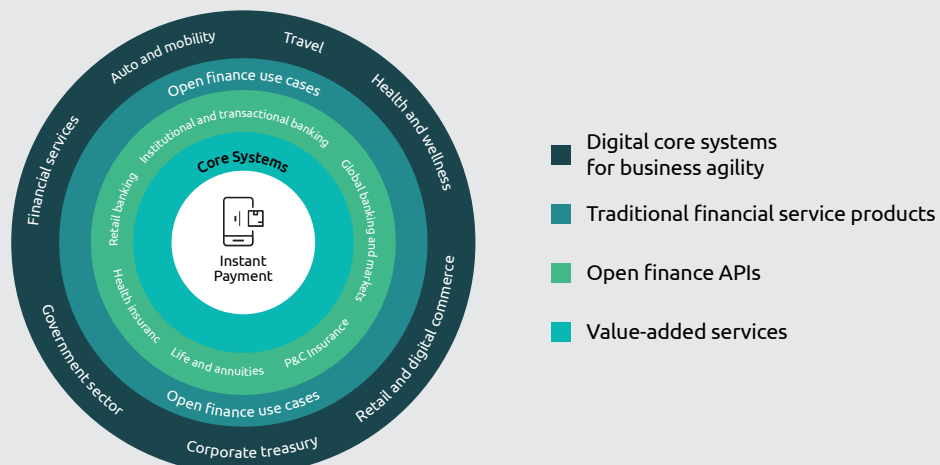 Travel
Auto and mobility
Health and wellness
Financial services
Retail and digital commerce
Government sector
Corporate treasury
Open finance use cases
Open finance use cases
Institutional and transactional banking
Retail banking
Global banking and markets
Health insuranc
Life and annuities
P&C Insurance
Core Systems
Instant
Payment
Digital core systems
for business agility
Traditional financial service products
Open finance APIs
Value-added services